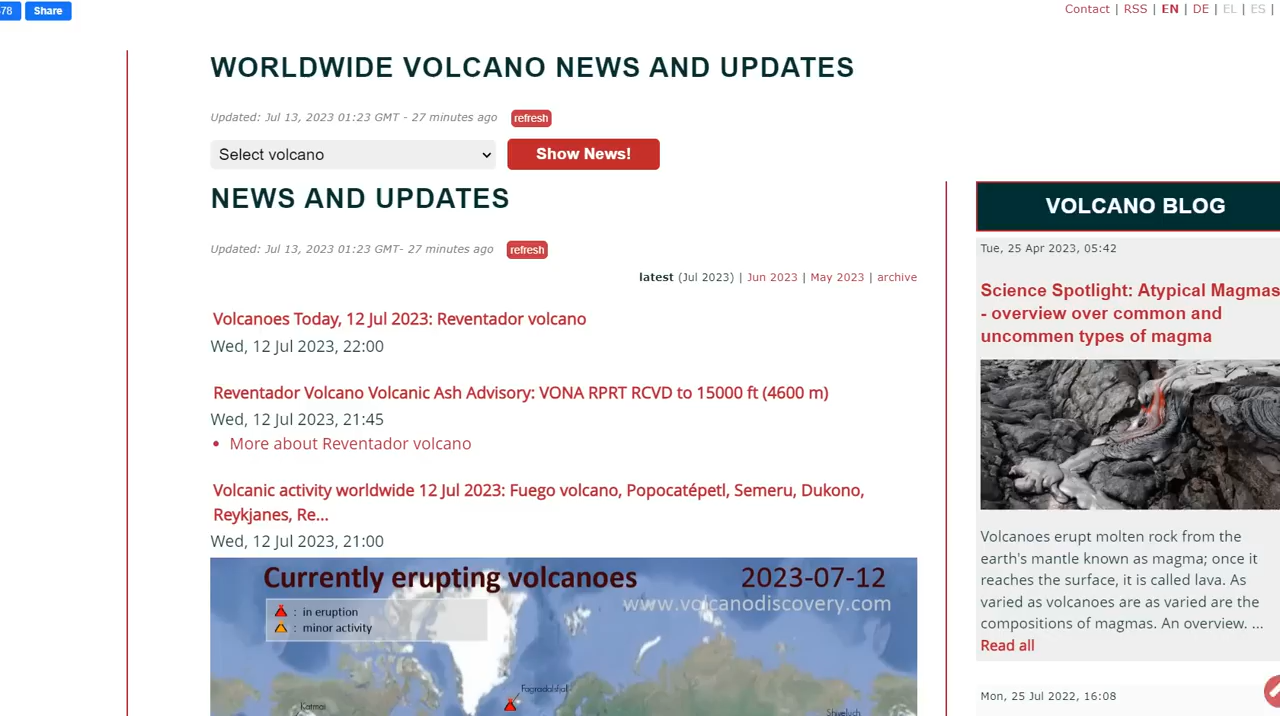 678 Share
Contact | RSS | EN | DE | EL | ES |
WORLDWIDE VOLCANO NEWS AND UPDATES
Updated: Jul 13, 2023 01:23 GMT - 27 minutes ago refresh
Select volcano Show News!
NEWS AND UPDATES
Updated: Jul 13, 2023 01:23 GMT- 27 minutes ago refresh
latest (Jul 2023) | Jun 2023 | May 2023 | archive
Volcanoes Today, 12 Jul 2023: Reventador volcano
Wed, 12 Jul 2023, 22:00
Reventador Volcano Volcanic Ash Advisory: VONA RPRT RCVD to 15000 ft (4600 m)
Wed, 12 Jul 2023, 21:45
• More about Reventador volcano
Volcanic activity worldwide 12 Jul 2023: Fuego volcano, Popocatépetl, Semeru, Dukono,
Reykjanes, Re...
Wed, 12 Jul 2023, 21:00
Currently erupting volcanoes 2023-07-12
www.volcanodiscovery.com
: in eruption
: minor activity
Fagradalsfjal
Katmai
Shiveluch
VOLCANO BLOG
Tue, 25 Apr 2023, 05:42
Science Spotlight: Atypical Magmas
- overview over common and
uncommen types of magma
Volcanoes erupt molten rock from the
earth's mantle known as magma; once it
reaches the surface, it is called lava. As
varied as volcanoes are as varied are the
compositions of magmas. An overview. ...
Read all
Mon, 25 Jul 2022, 16:08